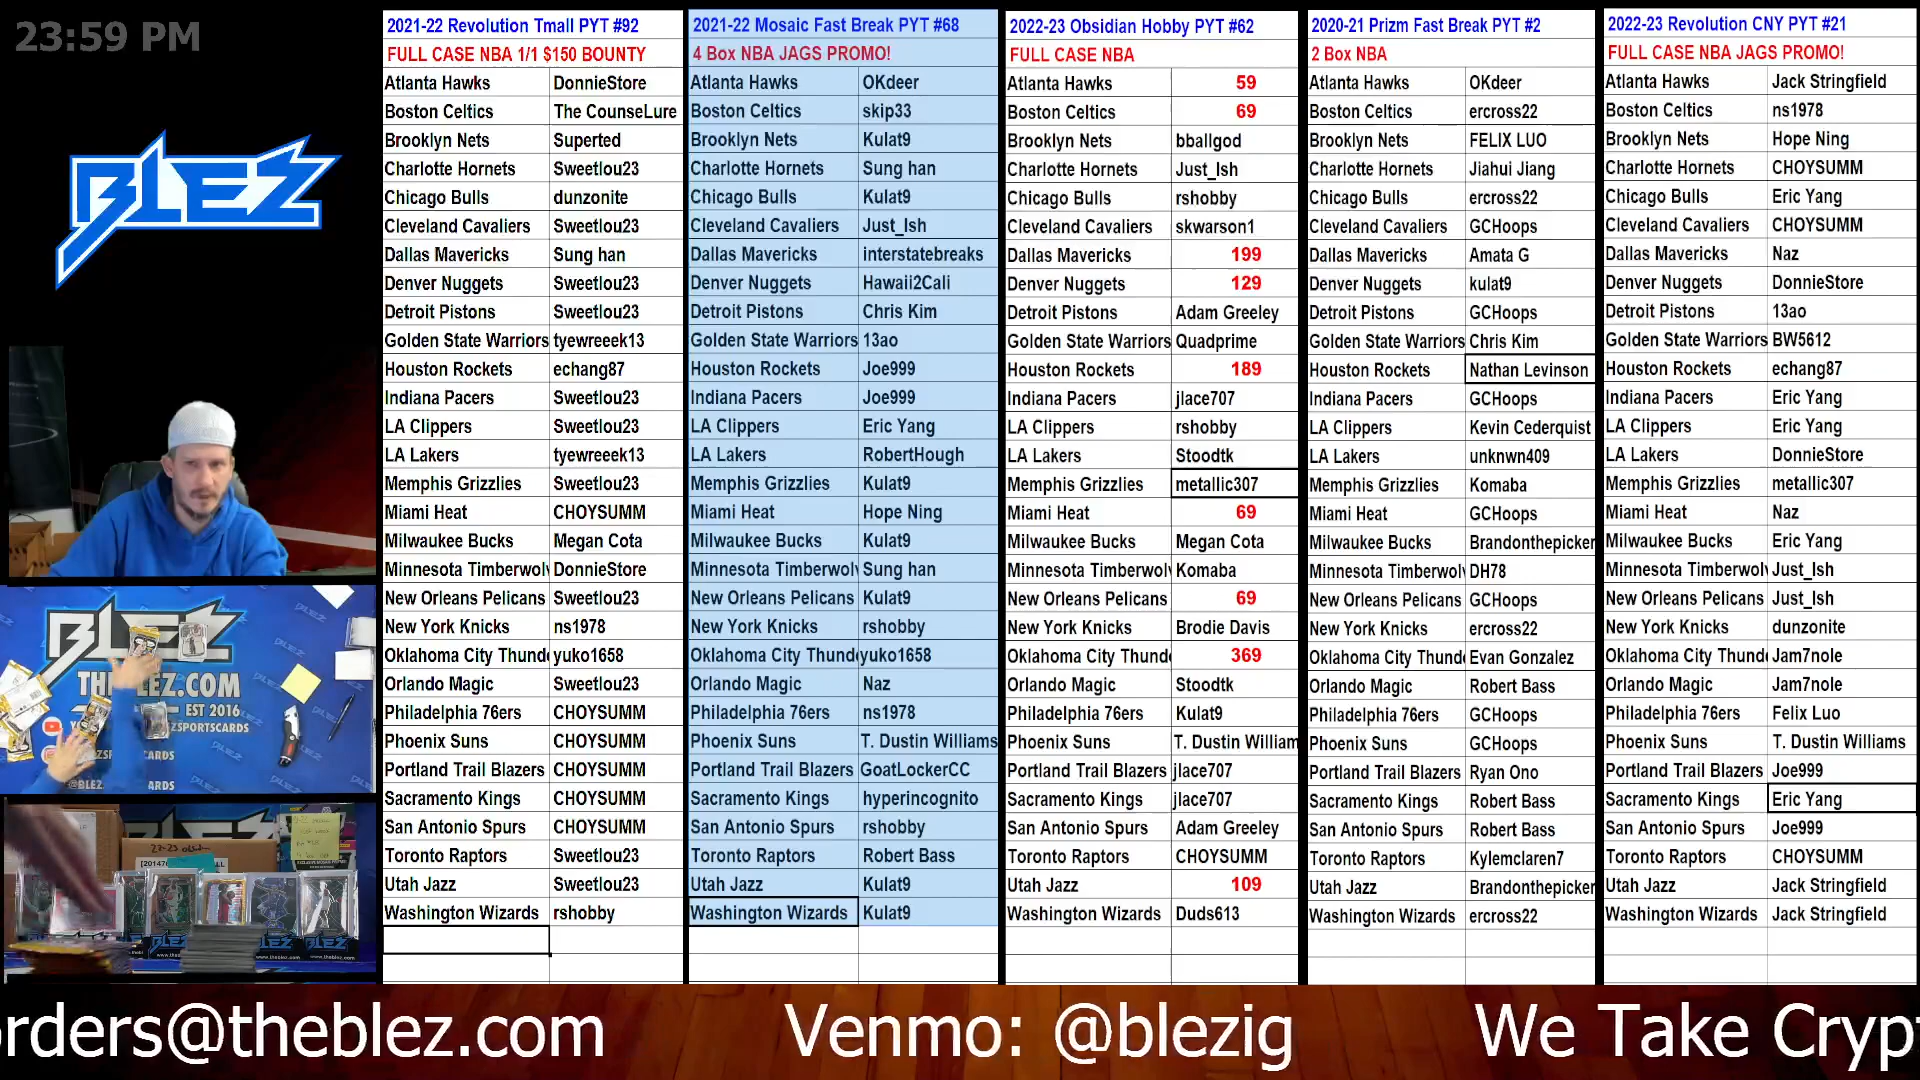 23:59 PM
BLEZ
2021-22 Revolution Tmall PYT #92
FULL CASE NBA 1/1 $150 BOUNTY
Atlanta Hawks DonnieStore
Boston Celtics The CounseLure
Brooklyn Nets Superted
Charlotte Hornets Sweetlou23
Chicago Bulls dunzonite
Cleveland Cavaliers Sweetlou23
Dallas Mavericks Sung han
Denver Nuggets Sweetlou23
Detroit Pistons Sweetlou23
Golden State Warriors tyewreeek13
Houston Rockets echang87
Indiana Pacers Sweetlou23
LA Clippers Sweetlou23
LA Lakers tyewreeek13
Memphis Grizzlies Sweetlou23
Miami Heat CHOYSUMM
Milwaukee Bucks Megan Cota
Minnesota Timberwolv DonnieStore
New Orleans Pelicans Sweetlou23
New York Knicks ns1978
Oklahoma City Thunde yuko1658
Orlando Magic Sweetlou23
Philadelphia 76ers CHOYSUMM
Phoenix Suns CHOYSUMM
Portland Trail Blazers CHOYSUMM
Sacramento Kings CHOYSUMM
San Antonio Spurs CHOYSUMM
Toronto Raptors Sweetlou23
Utah Jazz Sweetlou23
Washington Wizards rshobby
2021-22 Mosaic Fast Break PYT #68
4 Box NBA JAGS PROMO!
Atlanta Hawks OKdeer
Boston Celtics skip33
Brooklyn Nets Kulat9
Charlotte Hornets Sung han
Chicago Bulls Kulat9
Cleveland Cavaliers Just_Ish
Dallas Mavericks interstatebreaks
Denver Nuggets Hawaii2Cali
Detroit Pistons Chris Kim
Golden State Warriors 13ao
Houston Rockets Joe999
Indiana Pacers Joe999
LA Clippers Eric Yang
LA Lakers RobertHough
Memphis Grizzlies Kulat9
Miami Heat Hope Ning
Milwaukee Bucks Kulat9
Minnesota Timberwolv Sung han
New Orleans Pelicans Kulat9
New York Knicks rshobby
Oklahoma City Thunde yuko1658
Orlando Magic Naz
Philadelphia 76ers ns1978
Phoenix Suns T. Dustin Williams
Portland Trail Blazers GoatLockerCC
Sacramento Kings hyperincognito
San Antonio Spurs rshobby
Toronto Raptors Robert Bass
Utah Jazz Kulat9
Washington Wizards Kulat9
2022-23 Obsidian Hobby PYT #62
FULL CASE NBA
Atlanta Hawks 59
Boston Celtics 69
Brooklyn Nets bballgod
Charlotte Hornets Just_Ish
Chicago Bulls rshobby
Cleveland Cavaliers skwarson1
Dallas Mavericks 199
Denver Nuggets 129
Detroit Pistons Adam Greeley
Golden State Warriors Quadprime
Houston Rockets 189
Indiana Pacers jlace707
LA Clippers rshobby
LA Lakers Stoodtk
Memphis Grizzlies metallic307
Miami Heat 69
Milwaukee Bucks Megan Cota
Minnesota Timberwolv Komaba
New Orleans Pelicans 69
New York Knicks Brodie Davis
Oklahoma City Thunde 369
Orlando Magic Stoodtk
Philadelphia 76ers Kulat9
Phoenix Suns T. Dustin William
Portland Trail Blazers jlace707
Sacramento Kings jlace707
San Antonio Spurs Adam Greeley
Toronto Raptors CHOYSUMM
Utah Jazz 109
Washington Wizards Duds613
2020-21 Prizm Fast Break PYT #2
2 Box NBA
Atlanta Hawks OKdeer
Boston Celtics ercross22
Brooklyn Nets FELIX LUO
Charlotte Hornets Jiahui Jiang
Chicago Bulls ercross22
Cleveland Cavaliers GCHoops
Dallas Mavericks Amata G
Denver Nuggets kulat9
Detroit Pistons GCHoops
Golden State Warriors Chris Kim
Houston Rockets Nathan Levinson
Indiana Pacers GCHoops
LA Clippers Kevin Cederquist
LA Lakers unknwn409
Memphis Grizzlies Komaba
Miami Heat GCHoops
Milwaukee Bucks Brandonthepicker
Minnesota Timberwolv DH78
New Orleans Pelicans GCHoops
New York Knicks ercross22
Oklahoma City Thunde Evan Gonzalez
Orlando Magic Robert Bass
Philadelphia 76ers GCHoops
Phoenix Suns GCHoops
Portland Trail Blazers Ryan Ono
Sacramento Kings Robert Bass
San Antonio Spurs Robert Bass
Toronto Raptors Kylemclaren7
Utah Jazz Brandonthepicker
Washington Wizards ercross22
2022-23 Revolution CNY PYT #21
FULL CASE NBA JAGS PROMO!
Atlanta Hawks Jack Stringfield
Boston Celtics ns1978
Brooklyn Nets Hope Ning
Charlotte Hornets CHOYSUMM
Chicago Bulls Eric Yang
Cleveland Cavaliers CHOYSUMM
Dallas Mavericks Naz
Denver Nuggets DonnieStore
Detroit Pistons 13ao
Golden State Warriors BW5612
Houston Rockets echang87
Indiana Pacers Eric Yang
LA Clippers Eric Yang
LA Lakers DonnieStore
Memphis Grizzlies metallic307
Miami Heat Naz
Milwaukee Bucks Eric Yang
Minnesota Timberwolv Just_Ish
New Orleans Pelicans Just_Ish
New York Knicks dunzonite
Oklahoma City Thunde Jam7nole
Orlando Magic Jam7nole
Philadelphia 76ers Felix Luo
Phoenix Suns T. Dustin Williams
Portland Trail Blazers Joe999
Sacramento Kings Eric Yang
San Antonio Spurs Joe999
Toronto Raptors CHOYSUMM
Utah Jazz Jack Stringfield
Washington Wizards Jack Stringfield
BLEZ
.COM
EST 2016
ZSPORTSCARDS
CARDS
@BLEZ ARDS
BLEZ
rders@theblez.com Venmo: @blezig We Take Cryp